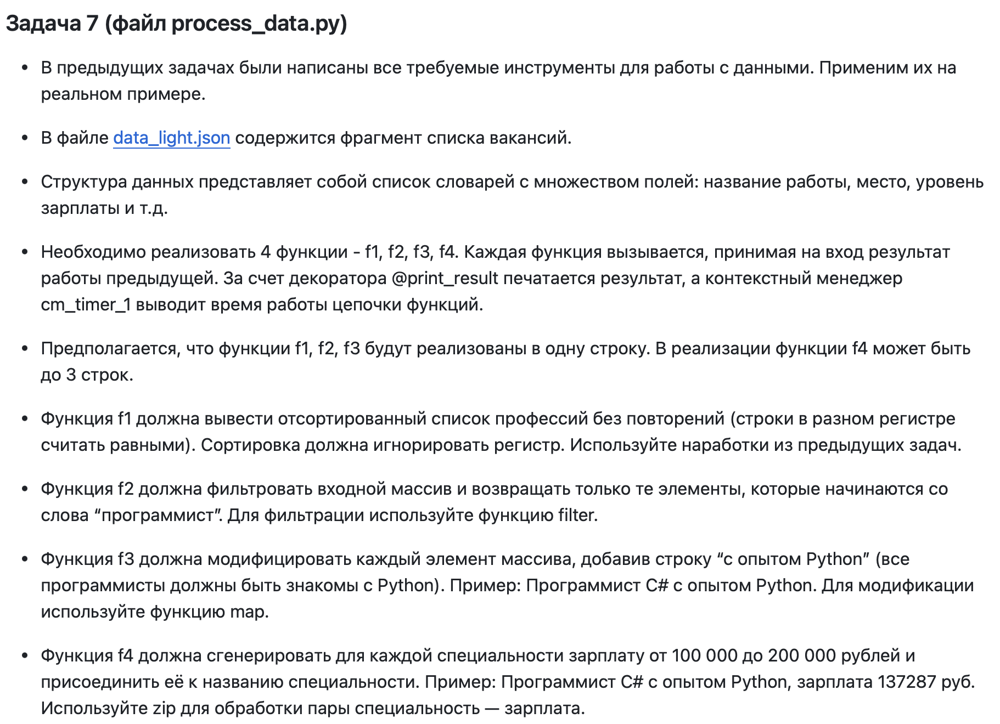 Задача 7 (файл process_data.py)
• В предыдущих задачах были написаны все требуемые инструменты для работы с данными. Применим их на
реальном примере.
• В файле data_light.json содержится фрагмент списка вакансий.
• Структура данных представляет собой список словарей с множеством полей: название работы, место, уровень
зарплаты и т.д.
• Необходимо реализовать 4 функции - f1, f2, f3, f4. Каждая функция вызывается, принимая на вход результат
работы предыдущей. За счет декоратора @print_result печатается результат, а контекстный менеджер
cm_timer_1 выводит время работы цепочки функций.
• Предполагается, что функции f1, f2, f3 будут реализованы в одну строку. В реализации функции f4 может быть
до 3 строк.
• Функция f1 должна вывести отсортированный список профессий без повторений (строки в разном регистре
считать равными). Сортировка должна игнорировать регистр. Используйте наработки из предыдущих задач.
• Функция f2 должна фильтровать входной массив и возвращать только те элементы, которые начинаются со
слова “программист”. Для фильтрации используйте функцию filter.
• Функция f3 должна модифицировать каждый элемент массива, добавив строку “с опытом Python” (все
программисты должны быть знакомы с Python). Пример: Программист C# с опытом Python. Для модификации
используйте функцию map.
• Функция f4 должна сгенерировать для каждой специальности зарплату от 100 000 до 200 000 рублей и
присоединить её к названию специальности. Пример: Программист C# с опытом Python, зарплата 137287 руб.
Используйте zip для обработки пары специальность — зарплата.